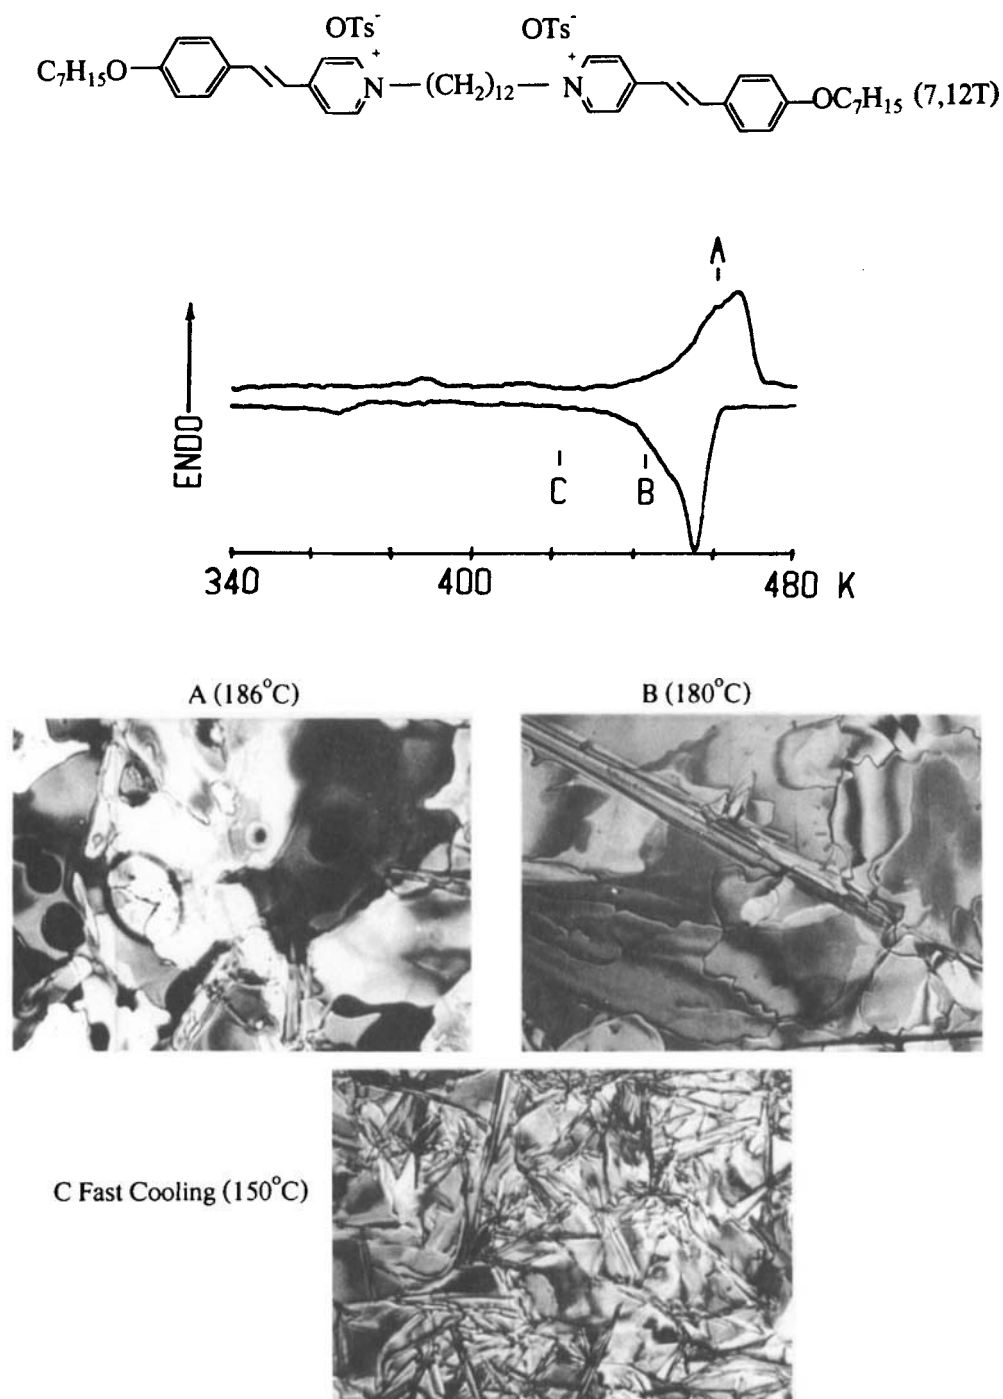 OTs⁻ OTs⁻
C₇H₁₅O N⁺ (CH₂)₁₂ N⁺ OC₇H₁₅ (7,12T)
A
ENDO
C B
340 400 480 K
A (186°C) B (180°C)
C Fast Cooling (150°C)